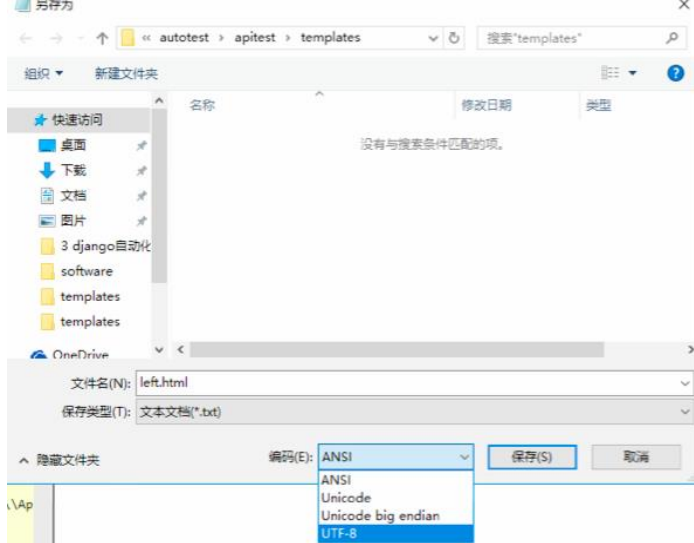 另存为
« autotest › apitest › templates
搜索"templates"
组织 新建文件夹
名称 修改日期 类型
快速访问
没有与搜索条件匹配的项。
桌面
下载
文档
图片
3 django自动化
software
templates
templates
OneDrive
文件名(N): left.html
保存类型(T): 文本文档(*.txt)
隐藏文件夹
编码(E): ANSI
保存(S)
取消
ANSI
Unicode
Unicode big endian
UTF-8
\Ap